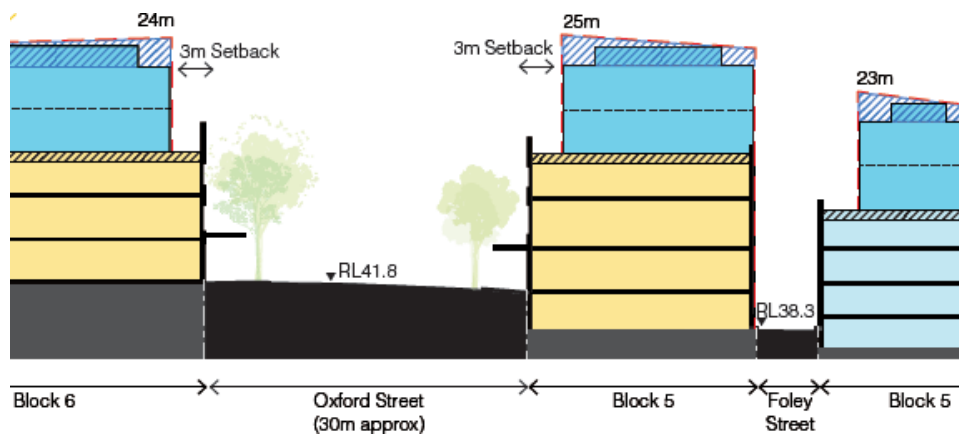 24m
25m
3m Setback
3m Setback
23m
RL41.8
RL38.3
Block 6
Oxford Street
(30m approx)
Block 5
Foley
Street
Block 5